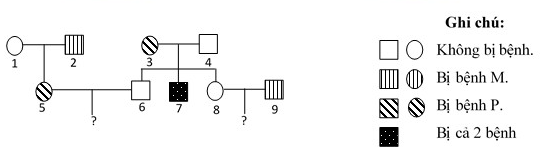 Ghi chú:
Không bị bệnh.
Bị bệnh M.
Bị bệnh P.
Bị cả 2 bệnh
1
2
3
4
5
6
7
8
9
?
?